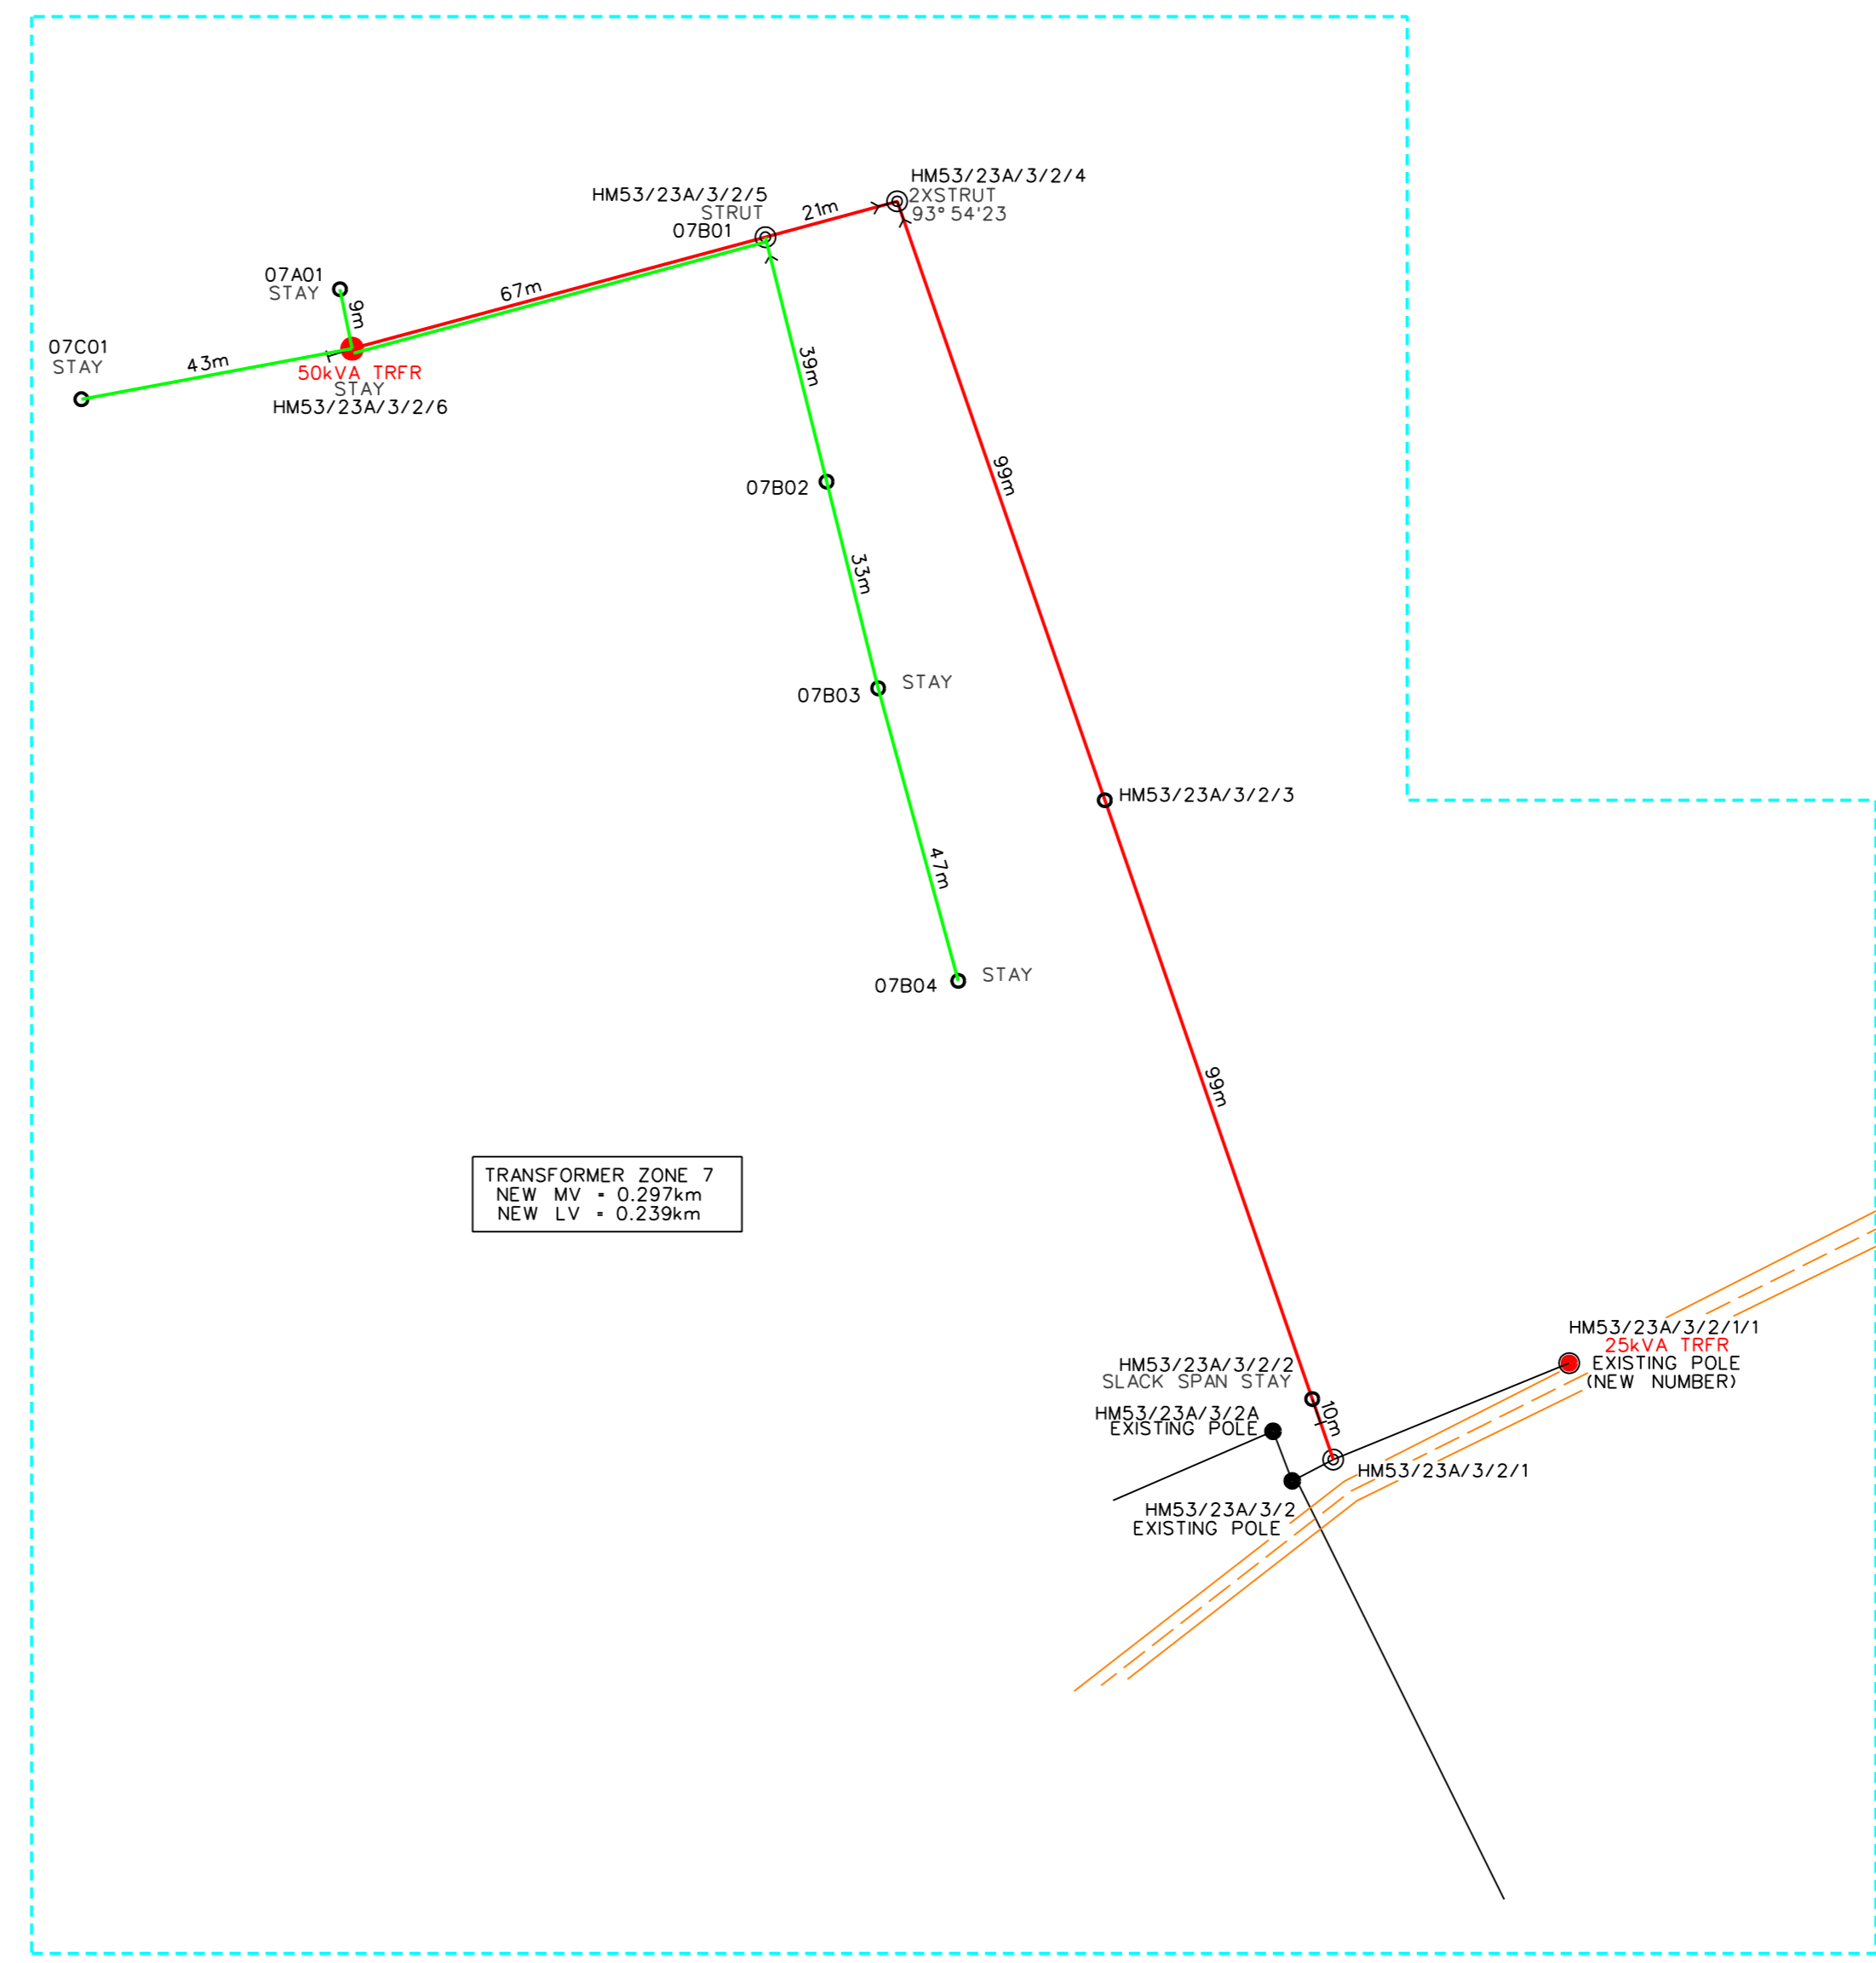 HM53/23A/3/2/4
2XSTRUT
93°54'23
HM53/23A/3/2/5
STRUT
07B01
21m
67m
07A01
STAY
9m
07C01
STAY
43m
50kVA TRFR
STAY
HM53/23A/3/2/6
39m
99m
07B02
33m
07B03
STAY
HM53/23A/3/2/3
47m
07B04
STAY
99m
TRANSFORMER ZONE 7
NEW MV = 0.297km
NEW LV = 0.239km
HM53/23A/3/2/1/1
25kVA TRFR
EXISTING POLE
(NEW NUMBER)
HM53/23A/3/2/2
SLACK SPAN STAY
10m
HM53/23A/3/2A
EXISTING POLE
HM53/23A/3/2/1
HM53/23A/3/2
EXISTING POLE